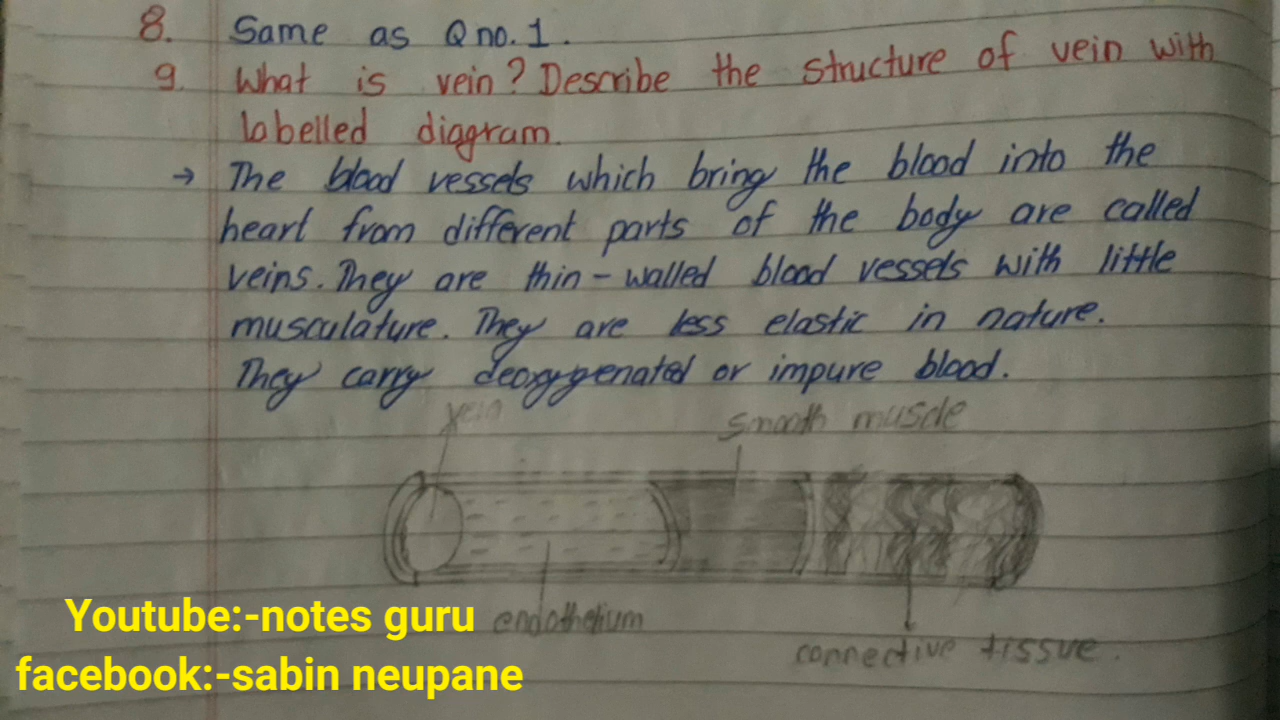 8. Same as Q no. 1.
9. What is vein? Describe the structure of vein with
labelled diagram.
→ The blood vessels which bring the blood into the
heart from different parts of the body are called
veins. They are thin-walled blood vessels with little
musculature. They are less elastic in nature.
They carry deoxygenated or impure blood.
vein
smooth muscle
endothelium
connective tissue.
Youtube:-notes guru
facebook:-sabin neupane